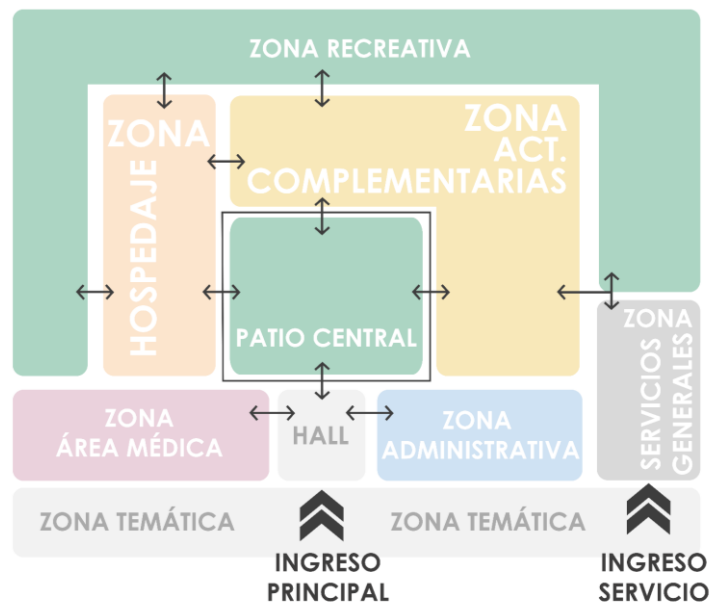 ZONA RECREATIVA
ZONA
HOSPEDAJE
ZONA
ACT.
COMPLEMENTARIAS
PATIO CENTRAL
ZONA
SERVICIOS
GENERALES
ZONA
ÁREA MÉDICA
HALL
ZONA
ADMINISTRATIVA
ZONA TEMÁTICA
ZONA TEMÁTICA
INGRESO
PRINCIPAL
INGRESO
SERVICIO